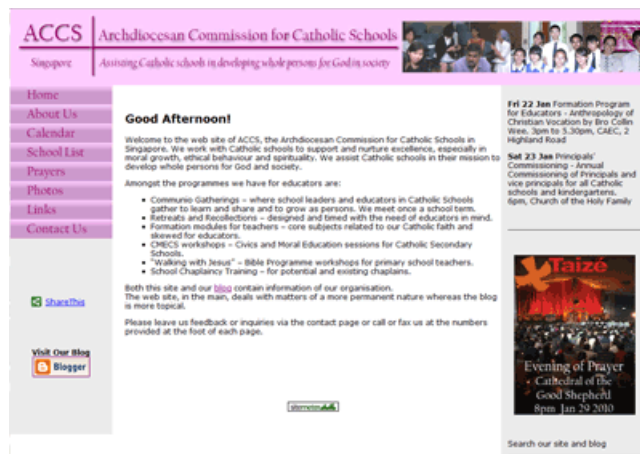 ACCS
Archdiocesan Commission for Catholic Schools
Singapore
Assisting Catholic schools in developing whole persons for God in society
Home
About Us
Calendar
School List
Prayers
Photos
Links
Contact Us
ShareThis
Visit Our Blog
Blogger
Good Afternoon!
Welcome to the web site of ACCS, the Archdiocesan Commission for Catholic Schools in
Singapore. We work with Catholic schools to support and nurture excellence, especially in
moral growth, ethical behaviour and spirituality. We assist Catholic schools in their mission to
develop whole persons for God and society.
Amongst the programmes we have for educators are:
• Communio Gatherings – where school leaders and educators in Catholic Schools
gather to learn and share and to grow as persons. We meet once a school term.
• Retreats and Recollections – designed and timed with the need of educators in mind.
• Formation modules for teachers – core subjects related to our Catholic faith and
skewed for educators.
• CMECS workshops – Civics and Moral Education sessions for Catholic Secondary
Schools.
• "Walking with Jesus" – Bible Programme workshops for primary school teachers.
• School Chaplaincy Training – for potential and existing chaplains.
Both this site and our blog contain information of our organisation.
The web site, in the main, deals with matters of a more permanent nature whereas the blog
is more topical.
Please leave us feedback or inquiries via the contact page or call or fax us at the numbers
provided at the foot of each page.
sitemeter
Fri 22 Jan Formation Program
for Educators - Anthropology of
Christian Vocation by Bro Collin
Wee. 3pm to 5.30pm, CAEC, 2
Highland Road
Sat 23 Jan Principals'
Commissioning - Annual
Commissioning of Principals and
vice principals for all Catholic
schools and kindergartens.
6pm, Church of the Holy Family
Taizé
Evening of Prayer
Cathedral of the
Good Shepherd
8pm Jan 29 2010
Search our site and blog